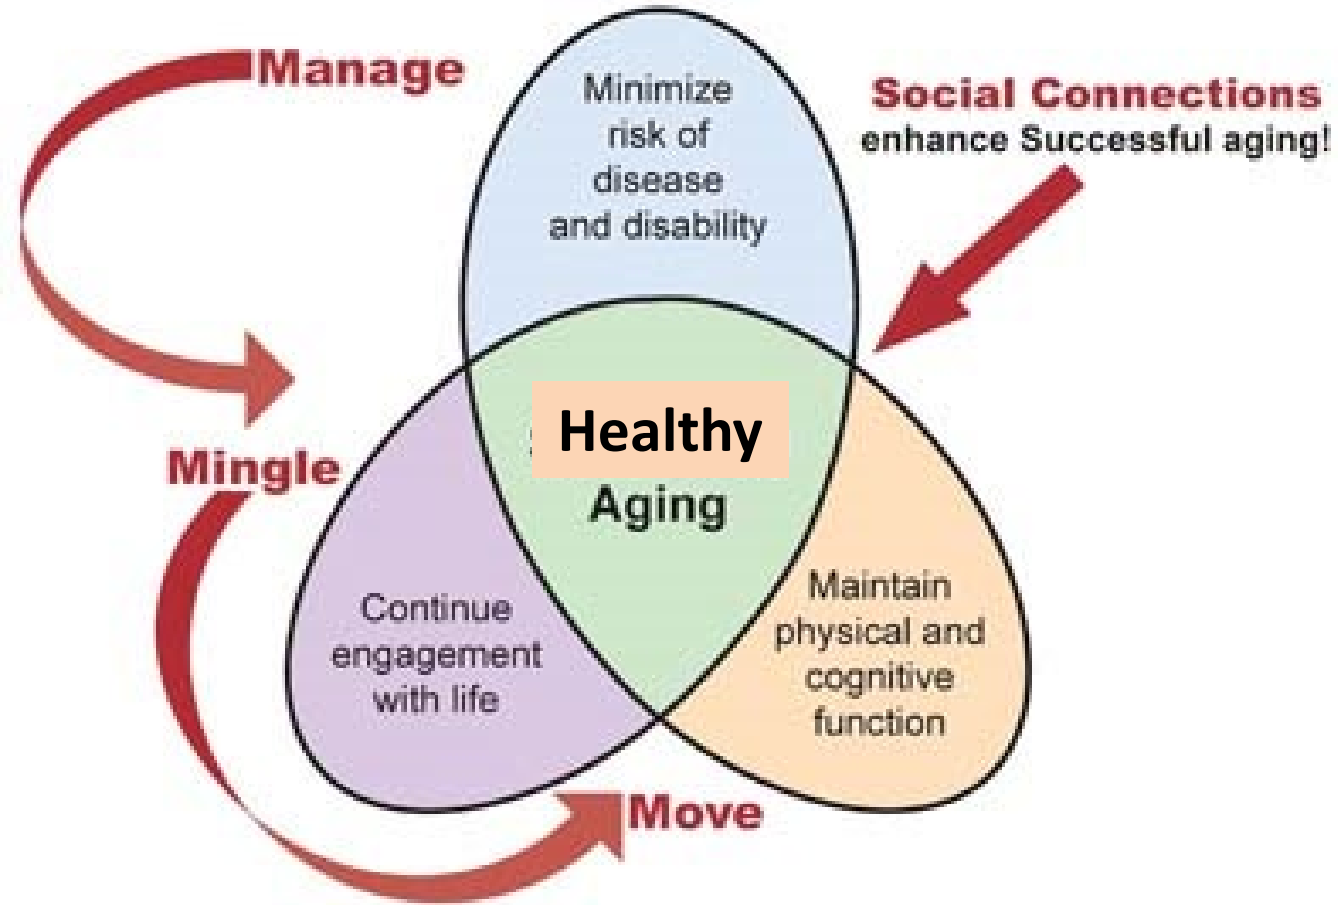 Manage
Minimize
risk of
disease
and disability
Social Connections
enhance Successful aging!
Healthy
Aging
Mingle
Continue
engagement
with life
Maintain
physical and
cognitive
function
Move